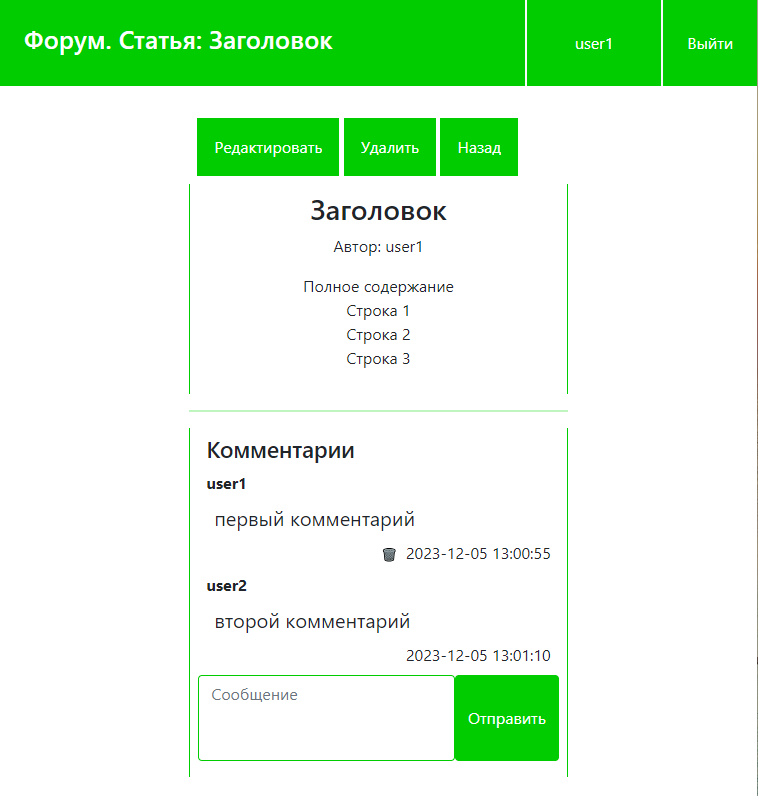 Форум. Статья: Заголовок
user1
Выйти
Редактировать
Удалить
Назад
Заголовок
Автор: user1
Полное содержание
Строка 1
Строка 2
Строка 3
Комментарии
user1
первый комментарий
2023-12-05 13:00:55
user2
второй комментарий
2023-12-05 13:01:10
Сообщение
Отправить